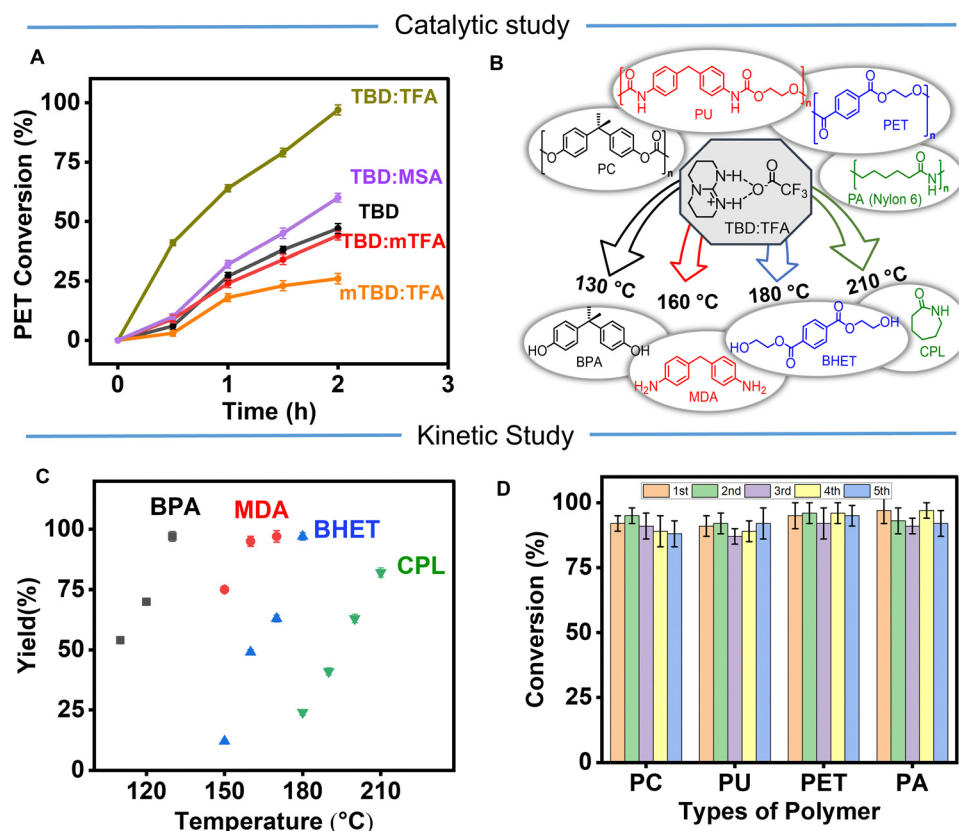 Catalytic study
A
PET Conversion (%)
100
75
50
25
0
0
1
2
3
Time (h)
TBD:TFA
TBD:MSA
TBD
TBD:mTFA
mTBD:TFA
B
PU
PET
PC
PA (Nylon 6)
TBD:TFA
130 °C
160 °C
180 °C
210 °C
BPA
MDA
BHET
CPL
Kinetic Study
C
Yield(%)
100
75
50
25
0
120
150
180
210
Temperature (°C)
BPA
MDA
BHET
CPL
D
1st 2nd 3rd 4th 5th
Conversion (%)
100
75
50
25
0
PC PU PET PA
Types of Polymer